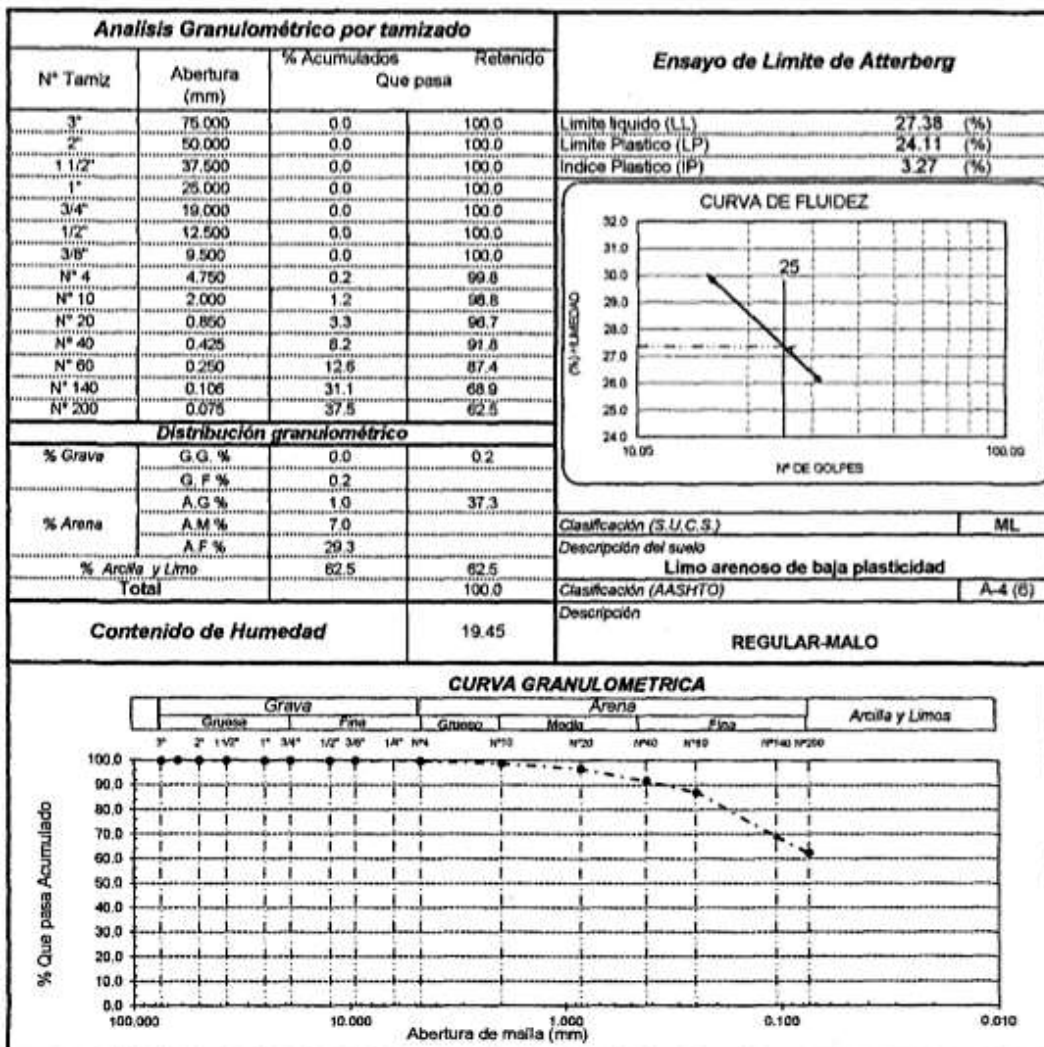 Analisis Granulométrico por tamizado
N° Tamiz Abertura (mm) % Acumulados Retenido Que pasa
3" 75.000 0.0 100.0
2" 50.000 0.0 100.0
1 1/2" 37.500 0.0 100.0
1" 25.000 0.0 100.0
3/4" 19.000 0.0 100.0
1/2" 12.500 0.0 100.0
3/8" 9.500 0.0 100.0
N° 4 4.750 0.2 99.8
N° 10 2.000 1.2 98.8
N° 20 0.850 3.3 96.7
N° 40 0.425 8.2 91.8
N° 60 0.250 12.6 87.4
N° 140 0.106 31.1 68.9
N° 200 0.075 37.5 62.5
Distribución granulométrico
% Grava G.G. % 0.0 0.2
G. F % 0.2
A.G % 1.0 37.3
% Arena A.M % 7.0
A.F % 29.3
% Arcilla y Limo 62.5 62.5
Total 100.0
Contenido de Humedad 19.45
Ensayo de Limite de Atterberg
Limite liquido (LL) 27.38 (%)
Limite Plastico (LP) 24.11 (%)
Indice Plastico (IP) 3.27 (%)
CURVA DE FLUIDEZ
32.0
31.0
30.0
29.0
28.0
27.0
26.0
25.0
24.0
25
10.00 100.00
N° DE GOLPES
Clasificación (S.U.C.S.) ML
Descripción del suelo
Limo arenoso de baja plasticidad
Clasificación (AASHTO) A-4 (6)
Descripción
REGULAR-MALO
CURVA GRANULOMETRICA
Grava Arena Arcilla y Limos
Gruesa Fina Grueso Media Fina
3" 2" 1 1/2" 1" 3/4" 1/2" 3/8" 1/4" N°4 N°10 N°20 N°40 N°60 N°140 N°200
100.0
90.0
80.0
70.0
60.0
50.0
40.0
30.0
20.0
10.0
0.0
% Que pasa Acumulado
100.000 10.000 1.000 0.100 0.010
Abertura de malla (mm)